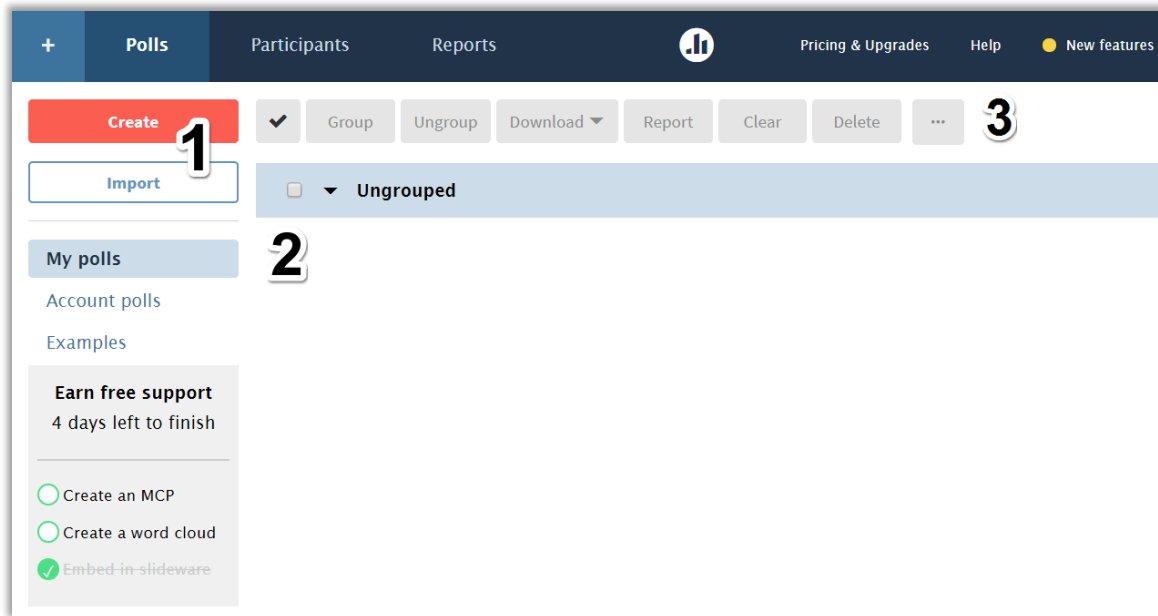 + Polls Participants Reports Pricing & Upgrades Help New features
Create 1
Group Ungroup Download Report Clear Delete ... 3
Import
Ungrouped
2
My polls
Account polls
Examples
Earn free support
4 days left to finish
Create an MCP
Create a word cloud
Embed in slideware